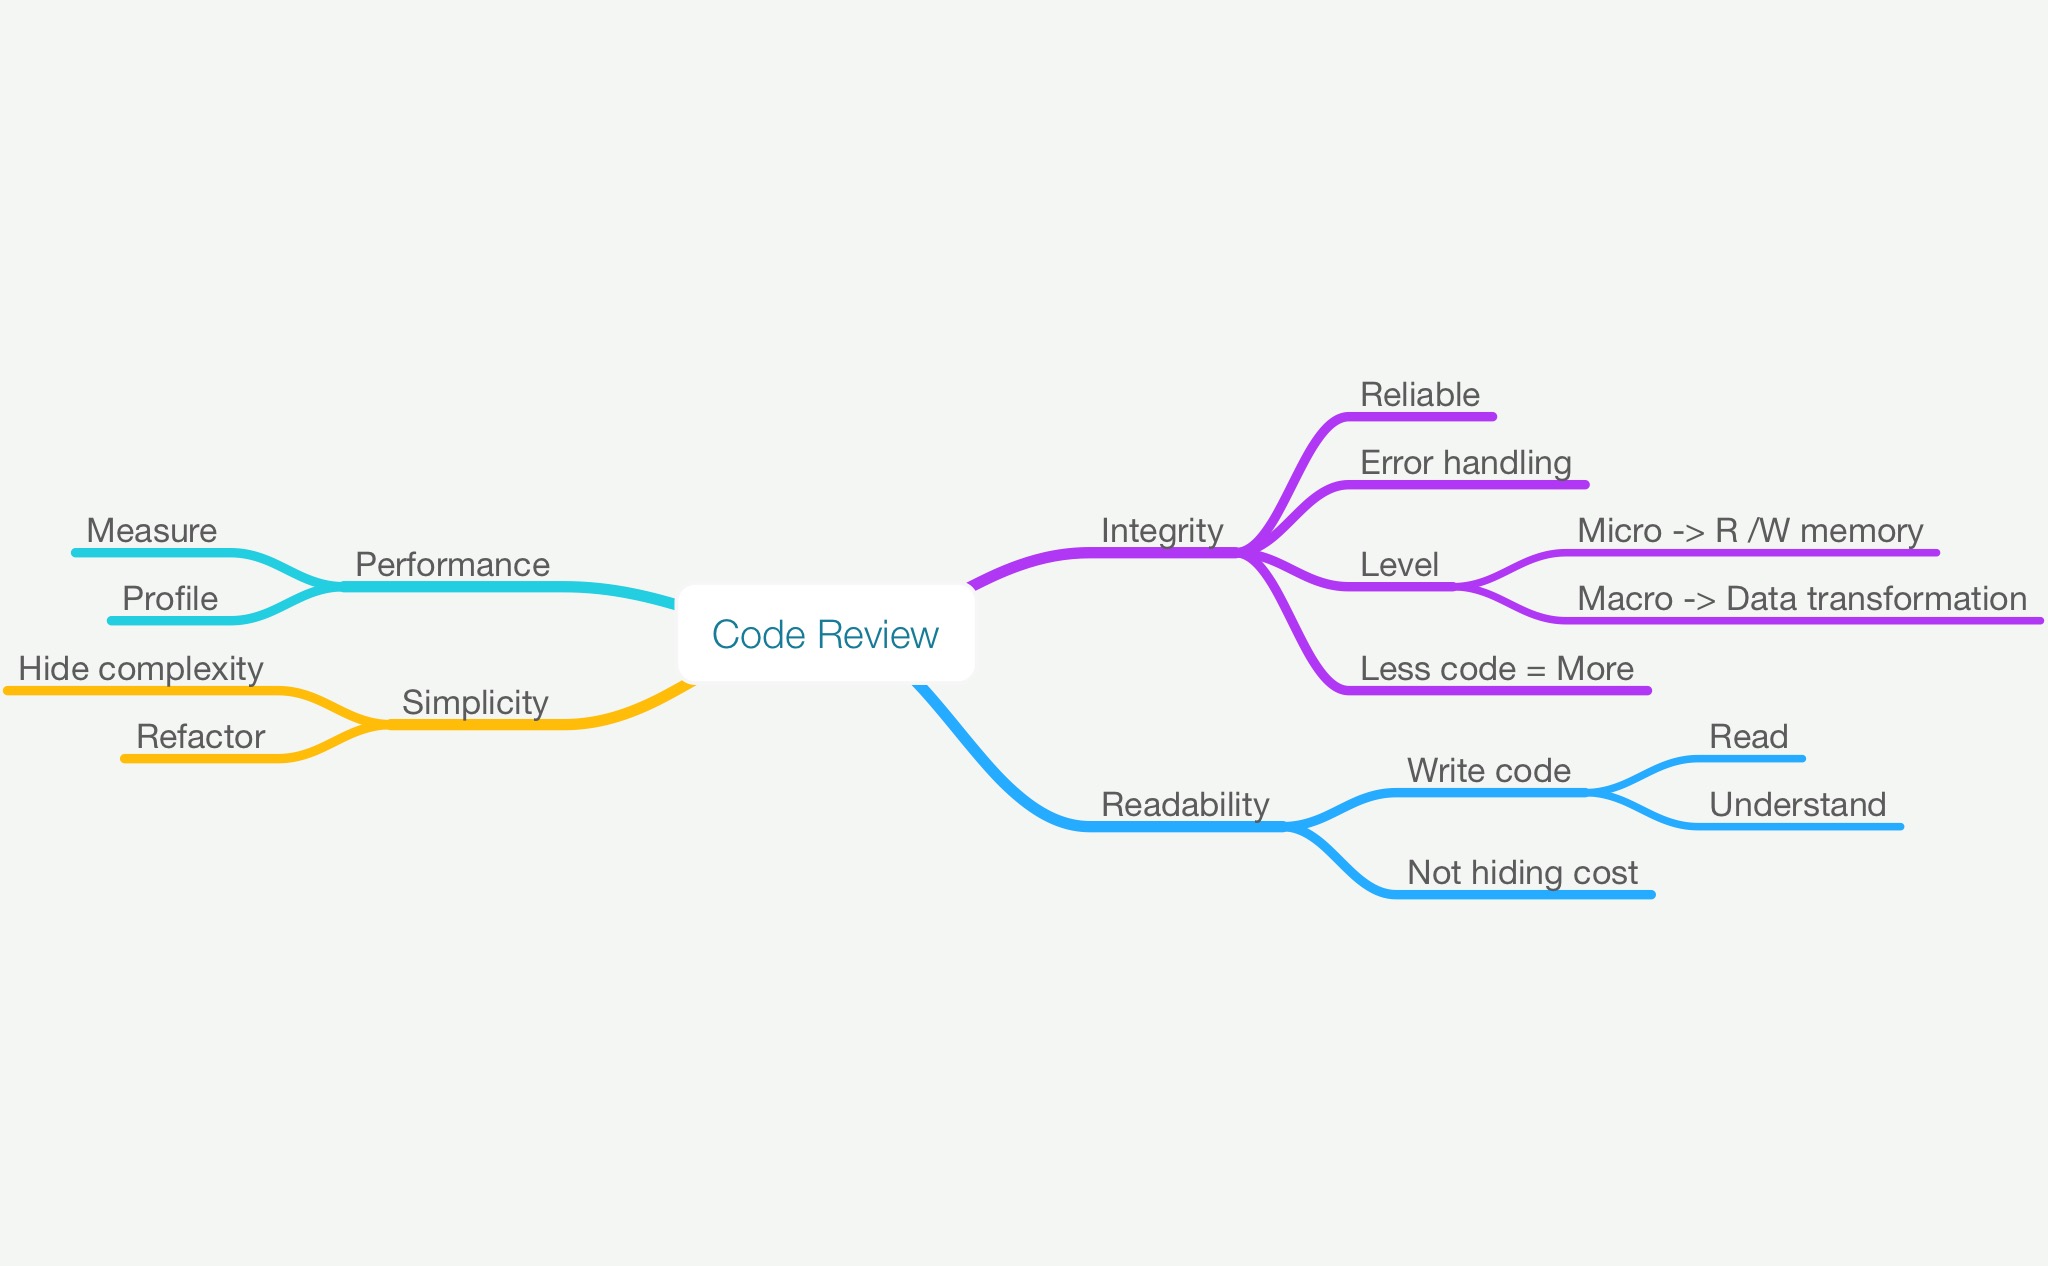 Code Review
Integrity
Reliable
Error handling
Level
Micro -> R /W memory
Macro -> Data transformation
Less code = More
Readability
Write code
Read
Understand
Not hiding cost
Performance
Measure
Profile
Simplicity
Hide complexity
Refactor